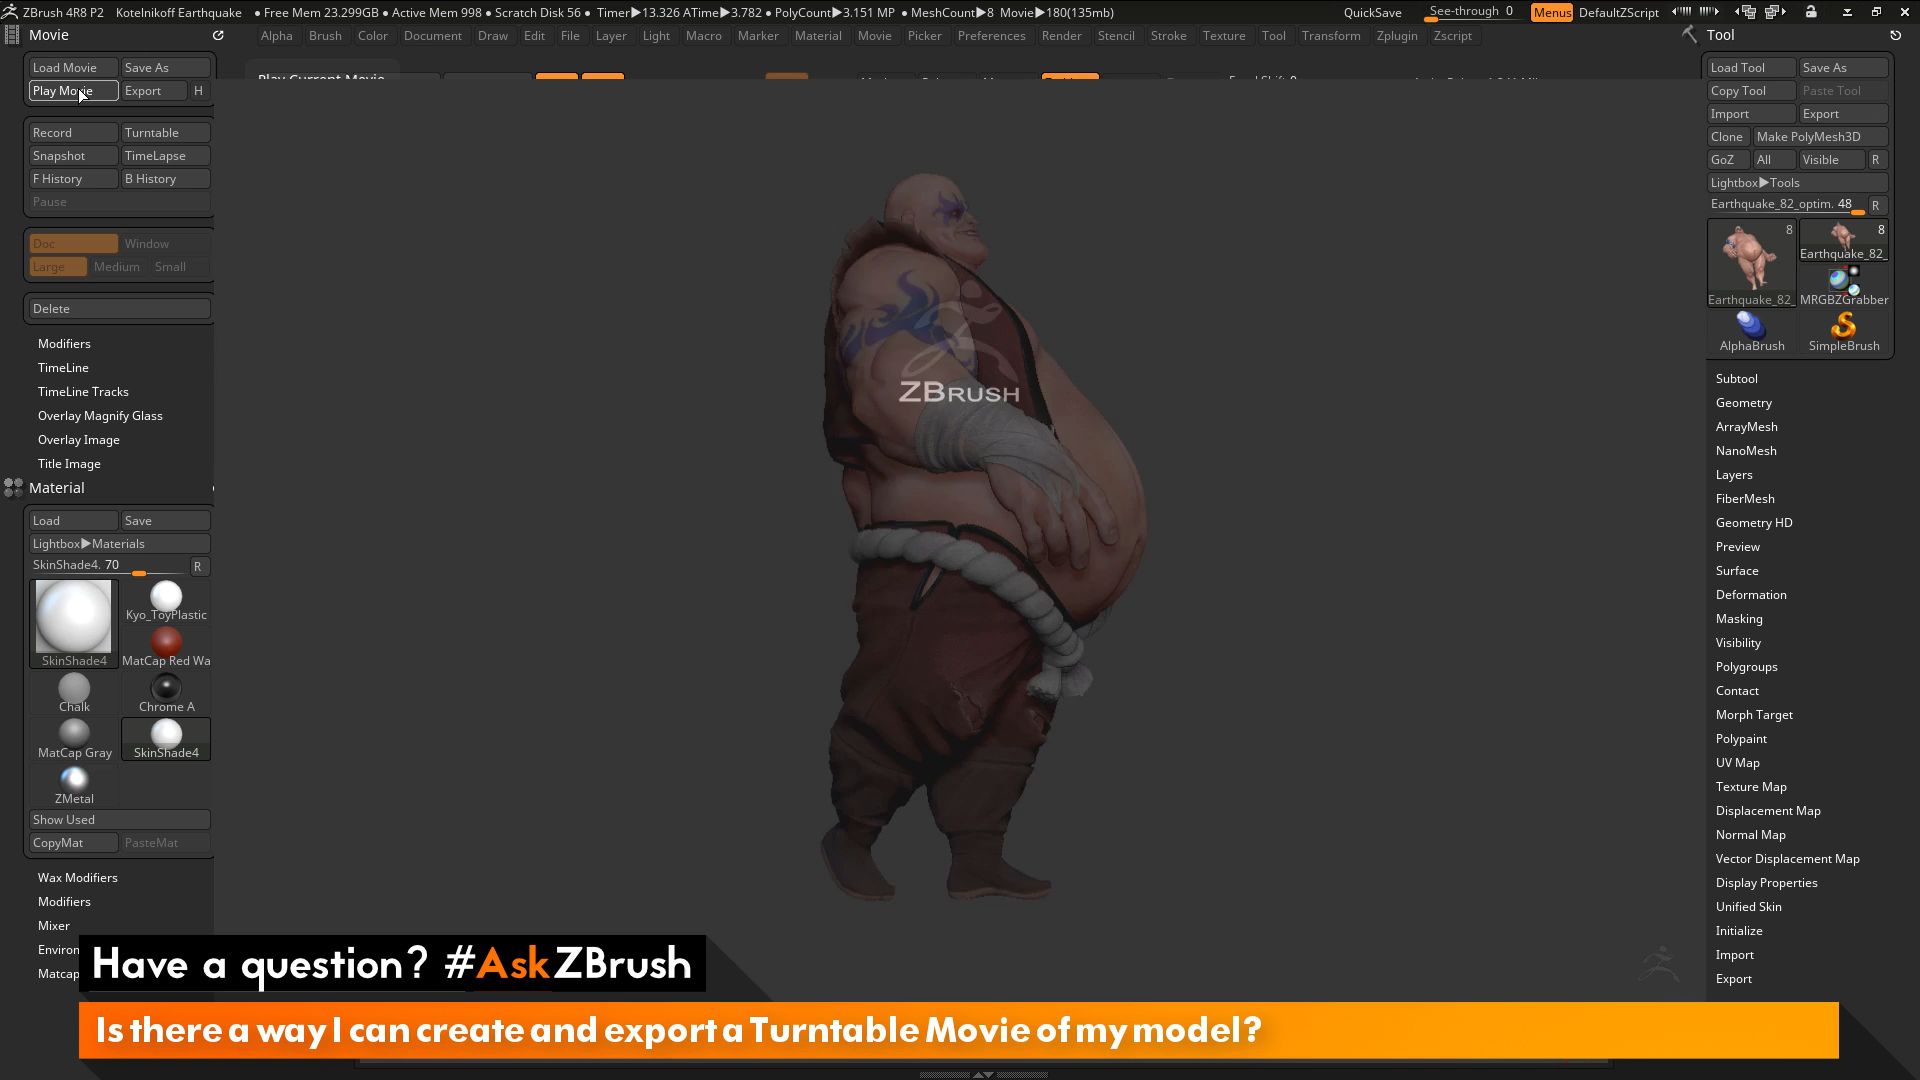 ZBrush 4R8 P2 Kotelnikoff Earthquake • Free Mem 23.299GB • Active Mem 998 • Scratch Disk 56 • Timer▶13.326 ATime▶3.782 • PolyCount▶3.151 MP • MeshCount▶8 Movie▶180(135mb) QuickSave See-through 0 Menus DefaultZScript
Movie
Alpha Brush Color Document Draw Edit File Layer Light Macro Marker Material Movie Picker Preferences Render Stencil Stroke Texture Tool Transform Zplugin Zscript
Tool
Load Movie Save As
Play Movie Export H
Record Turntable
Snapshot TimeLapse
F History B History
Pause
Doc Window
Large Medium Small
Delete
Modifiers
TimeLine
TimeLine Tracks
Overlay Magnify Glass
Overlay Image
Title Image
Material
Load Save
Lightbox▶Materials
SkinShade4. 70 R
Kyo_ToyPlastic
SkinShade4 MatCap Red Wa
Chalk Chrome A
MatCap Gray SkinShade4
ZMetal
Show Used
CopyMat PasteMat
Wax Modifiers
Modifiers
Mixer
Environ
Matcap
Play Current Movie
ZBRUSH
Load Tool Save As
Copy Tool Paste Tool
Import Export
Clone Make PolyMesh3D
GoZ All Visible R
Lightbox▶Tools
Earthquake_82_optim. 48 R
8 8
Earthquake_82_
Earthquake_82_ MRGBZGrabber
AlphaBrush SimpleBrush
Subtool
Geometry
ArrayMesh
NanoMesh
Layers
FiberMesh
Geometry HD
Preview
Surface
Deformation
Masking
Visibility
Polygroups
Contact
Morph Target
Polypaint
UV Map
Texture Map
Displacement Map
Normal Map
Vector Displacement Map
Display Properties
Unified Skin
Initialize
Import
Export
Have a question? #AskZBrush
Is there a way I can create and export a Turntable Movie of my model?